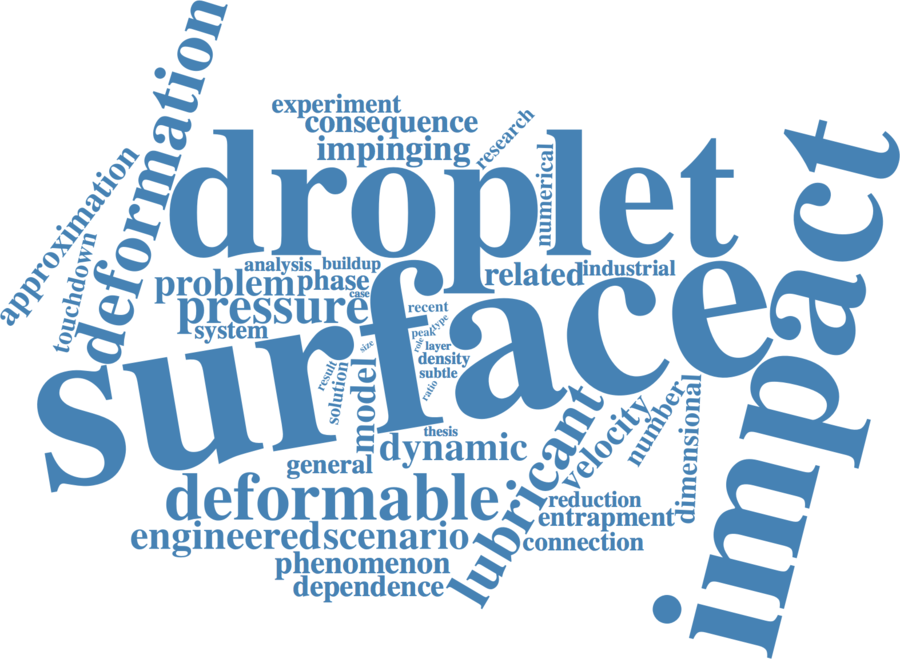 deformation
experiment
consequence
research
impinging
approximation
droplet
numerical
impact
touchdown
analysis
buildup
related
industrial
problem
phase
case
pressure
recent
system
peak
type
role
layer
size
density
surface
result
solution
model
subtle
ratio
thesis
dynamic
general
lubricant
velocity
number
dimensional
deformable
reduction
entrapment
engineered
scenario
connection
phenomenon
dependence